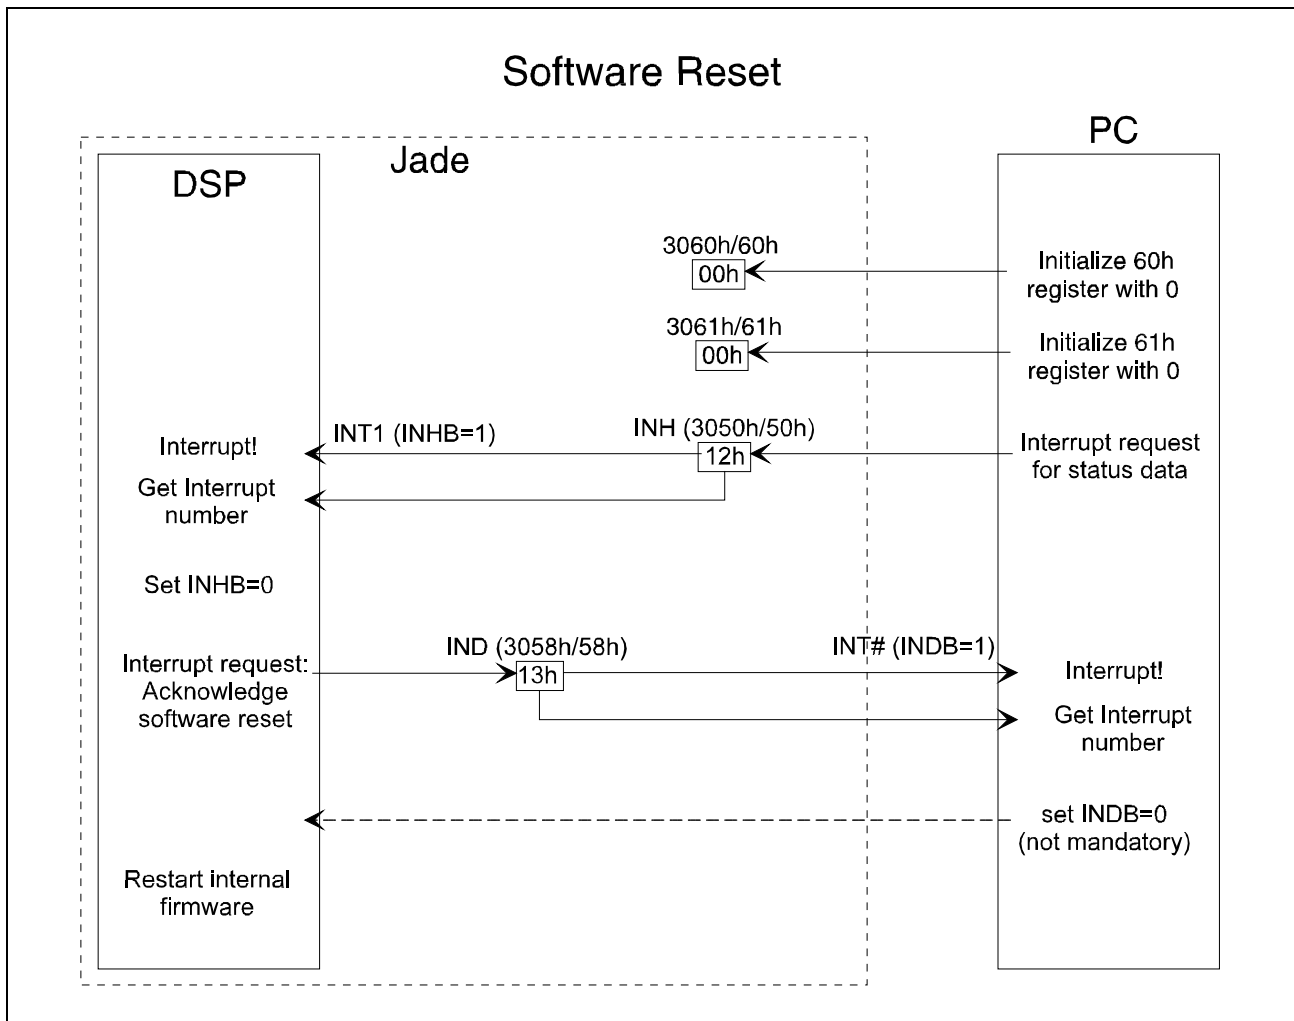 Software Reset
PC
Jade
DSP
3060h/60h
00h
Initialize 60h
register with 0
3061h/61h
00h
Initialize 61h
register with 0
Interrupt!
INT1 (INHB=1)
INH (3050h/50h)
12h
Interrupt request
for status data
Get Interrupt
number
Set INHB=0
Interrupt request:
Acknowledge
software reset
IND (3058h/58h)
13h
INT# (INDB=1)
Interrupt!
Get Interrupt
number
set INDB=0
(not mandatory)
Restart internal
firmware